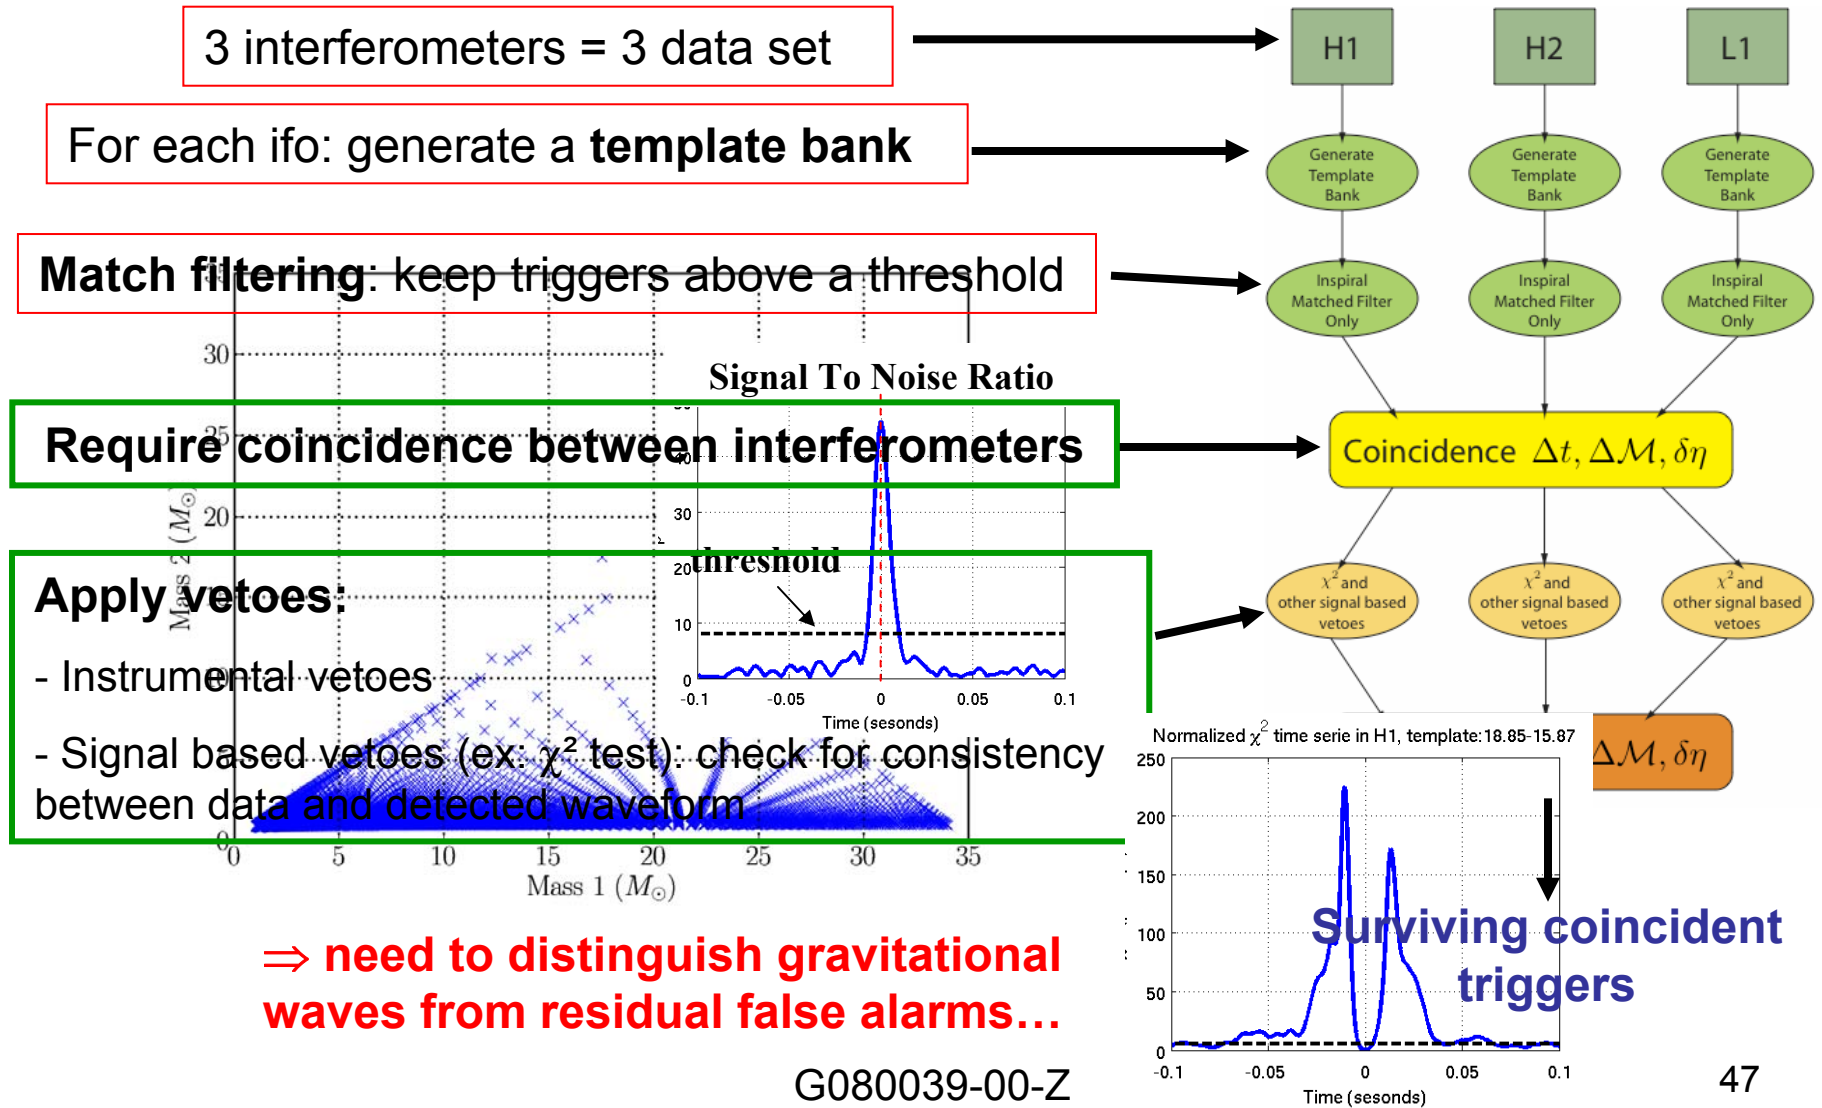 3 interferometers = 3 data set
For each ifo: generate a template bank
Match filtering: keep triggers above a threshold
Require coincidence between interferometers
Apply vetoes:
- Instrumental vetoes
- Signal based vetoes (ex: χ² test): check for consistency
between data and detected waveform
⇒ need to distinguish gravitational
waves from residual false alarms…
G080039-00-Z
47
H1
H2
L1
Generate
Template
Bank
Generate
Template
Bank
Generate
Template
Bank
Inspiral
Matched Filter
Only
Inspiral
Matched Filter
Only
Inspiral
Matched Filter
Only
Coincidence Δt, Δℳ, δη
χ² and
other signal based
vetoes
χ² and
other signal based
vetoes
χ² and
other signal based
vetoes
Δℳ, δη
Surviving coincident
triggers
Signal To Noise Ratio
threshold
40
30
20
10
0
-0.1
-0.05
0
0.05
0.1
Time (sesonds)
30
25
20
0
0
5
10
15
20
25
30
35
Mass 1 (M⊙)
Mass 2 (M⊙)
Normalized χ² time serie in H1, template:18.85-15.87
250
200
150
100
50
0
-0.1
-0.05
0
0.05
0.1
Time (sesonds)